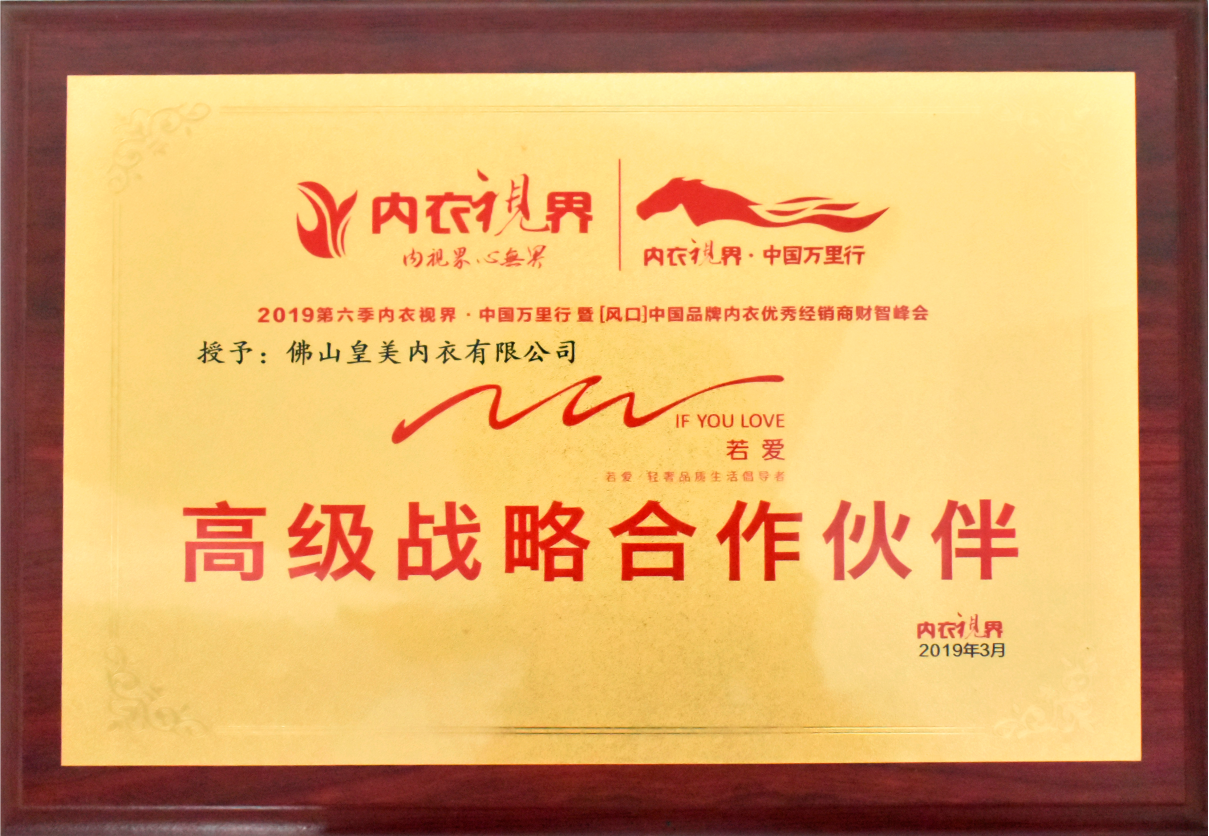 内衣視界
内視界、心無界
内衣視界·中国万里行
2019第六季内衣视界·中国万里行 暨 [风口]中国品牌内衣优秀经销商财智峰会
授予：佛山皇美内衣有限公司
IF YOU LOVE
若爱
若爱·轻奢品质生活倡导者
高级战略合作伙伴
内衣視界
2019年3月